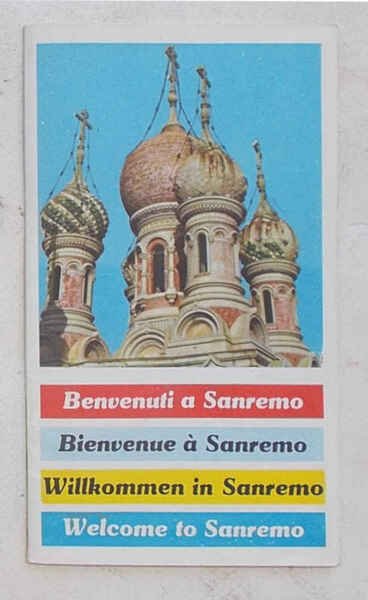 Benvenuti a Sanremo
Bienvenue à Sanremo
Willkommen in Sanremo
Welcome to Sanremo